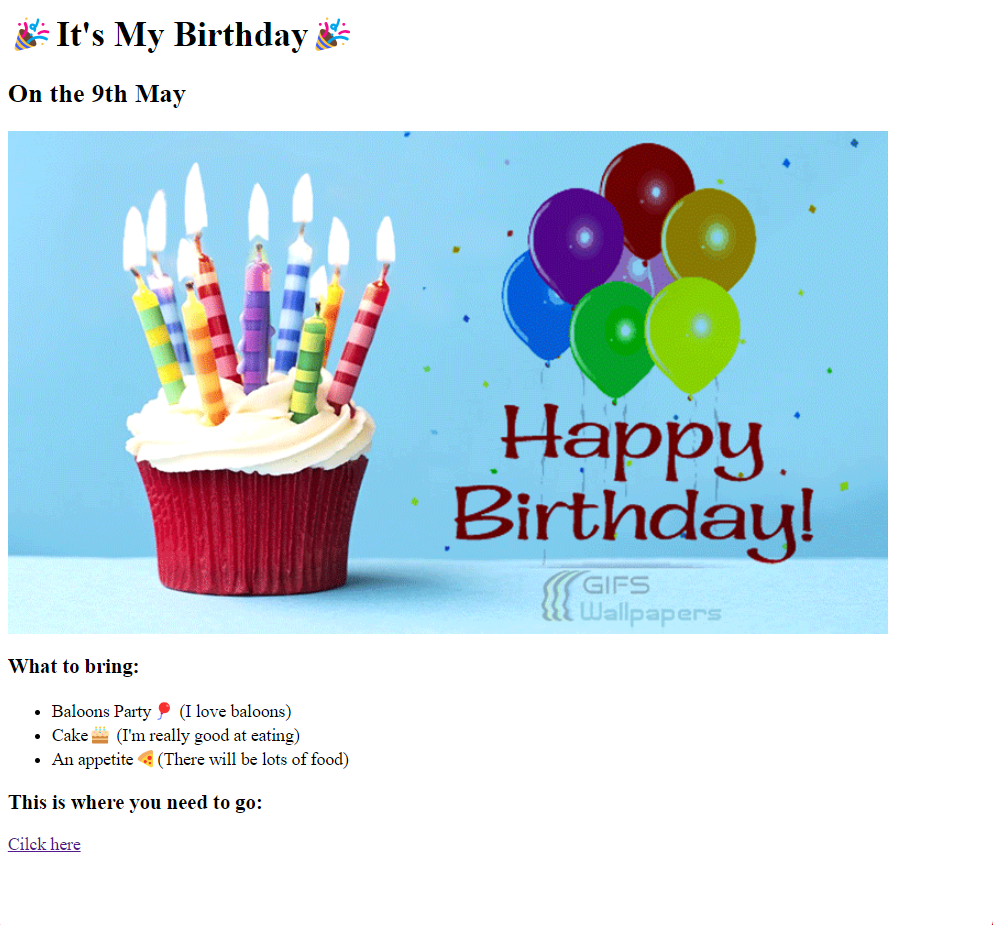 🎉It's My Birthday🎉
On the 9th May
Happy
Birthday!
GIFS
Wallpapers
What to bring:
• Baloons Party🎈 (I love baloons)
• Cake🎂 (I'm really good at eating)
• An appetite🍕(There will be lots of food)
This is where you need to go:
Cilck here